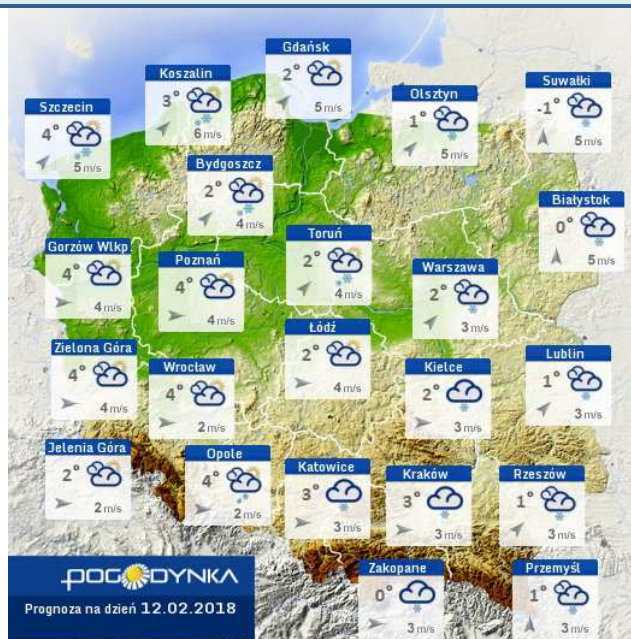 Gdańsk
2°
5 m/s
Koszalin
3°
6 m/s
Suwałki
-1°
5 m/s
Olsztyn
1°
5 m/s
Szczecin
4°
5 m/s
Bydgoszcz
2°
4 m/s
Białystok
0°
5 m/s
Toruń
2°
4 m/s
Gorzów Wlkp
4°
4 m/s
Poznań
4°
4 m/s
Warszawa
2°
3 m/s
Łódź
2°
4 m/s
Zielona Góra
4°
4 m/s
Lublin
1°
3 m/s
Wrocław
4°
2 m/s
Kielce
2°
3 m/s
Jelenia Góra
2°
2 m/s
Opole
4°
2 m/s
Katowice
3°
3 m/s
Kraków
3°
3 m/s
Rzeszów
1°
3 m/s
Zakopane
0°
3 m/s
Przemyśl
1°
3 m/s
POGODYNKA
Prognoza na dzień 12.02.2018